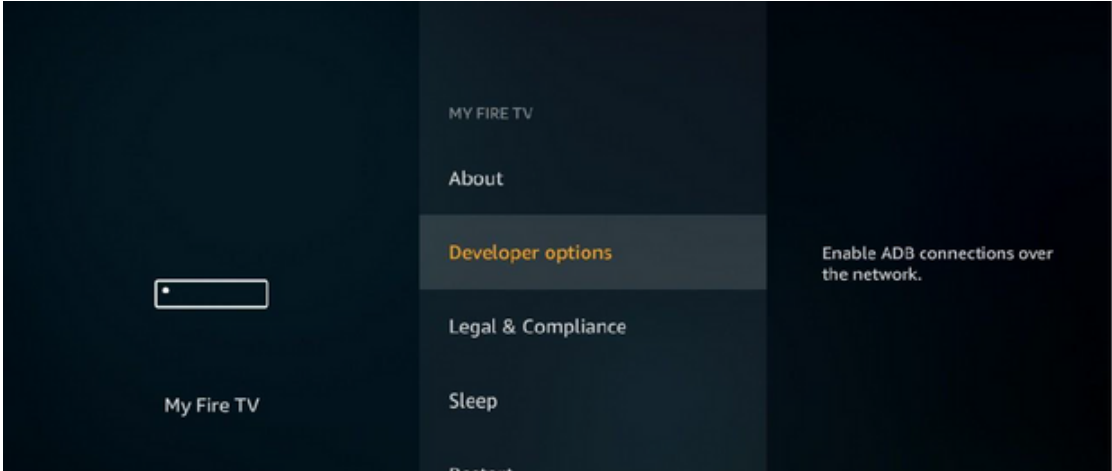 MY FIRE TV
About
Developer options
Enable ADB connections over
the network.
Legal & Compliance
My Fire TV
Sleep